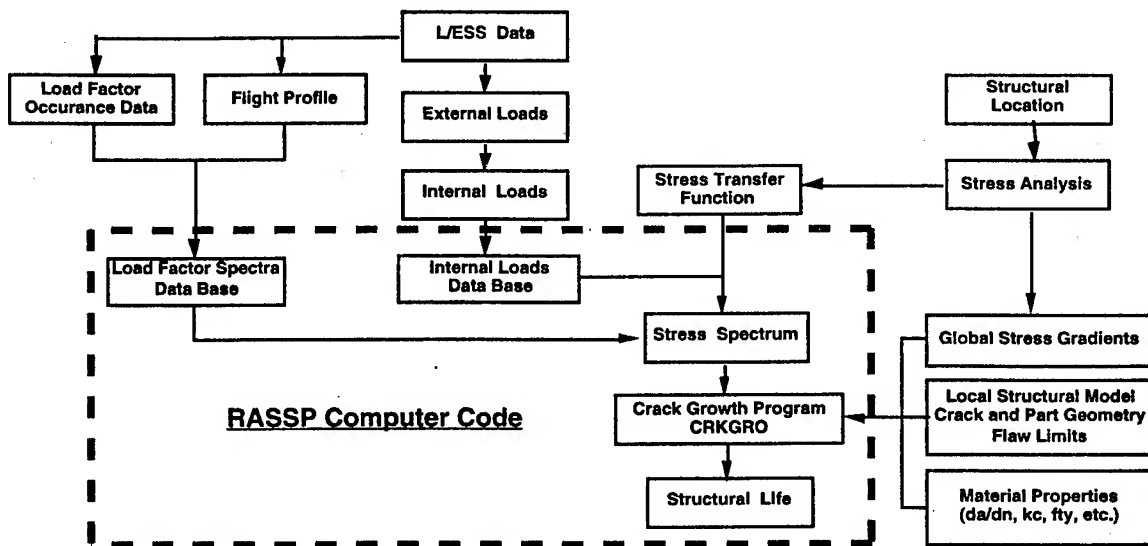 L/ESS Data
Load Factor
Occurance Data
Flight Profile
External Loads
Structural
Location
Internal Loads
Stress Transfer
Function
Stress Analysis
Load Factor Spectra
Data Base
Internal Loads
Data Base
Stress Spectrum
Global Stress Gradients
RASSP Computer Code
Crack Growth Program
CRKGRO
Local Structural Model
Crack and Part Geometry
Flaw Limits
Structural Life
Material Properties
(da/dn, kc, fty, etc.)